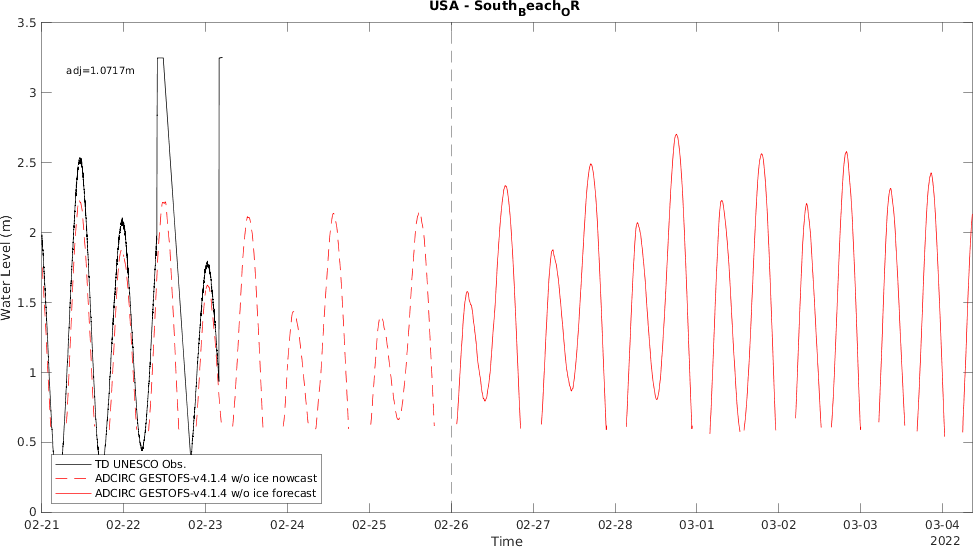 USA - South_Beach_OR
adj=1.0717m
3.5
3
2.5
2
1.5
1
0.5
0
Water Level (m)
TD UNESCO Obs.
ADCIRC GESTOFS-v4.1.4 w/o ice nowcast
ADCIRC GESTOFS-v4.1.4 w/o ice forecast
02-21 02-22 02-23 02-24 02-25 02-26 02-27 02-28 03-01 03-02 03-03 03-04
Time
2022